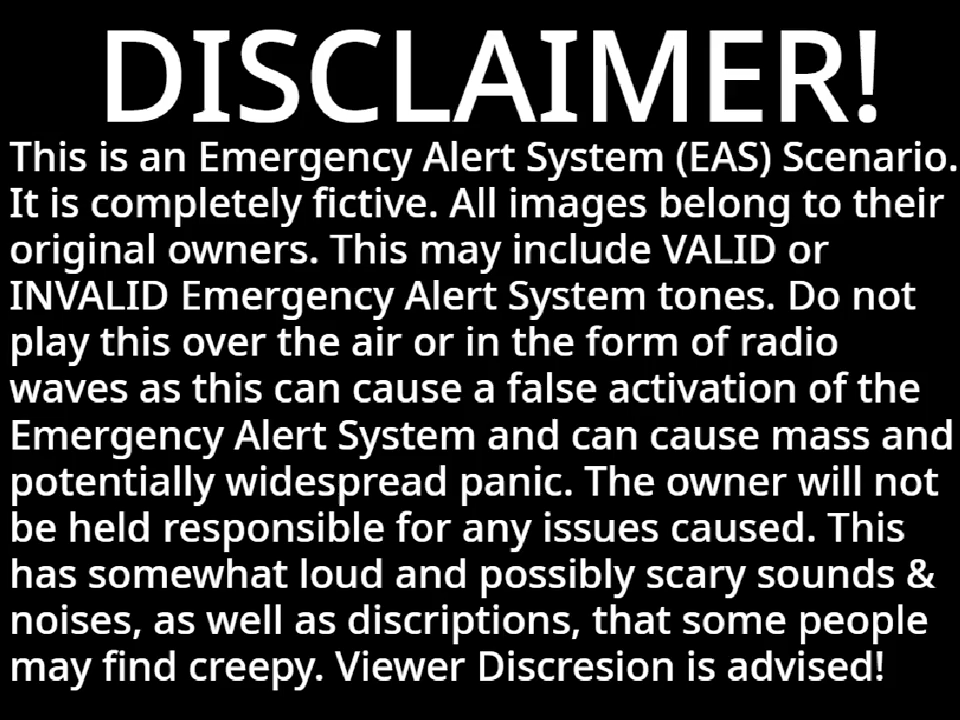 DISCLAIMER!
This is an Emergency Alert System (EAS) Scenario.
It is completely fictive. All images belong to their
original owners. This may include VALID or
INVALID Emergency Alert System tones. Do not
play this over the air or in the form of radio
waves as this can cause a false activation of the
Emergency Alert System and can cause mass and
potentially widespread panic. The owner will not
be held responsible for any issues caused. This
has somewhat loud and possibly scary sounds &
noises, as well as discriptions, that some people
may find creepy. Viewer Discresion is advised!